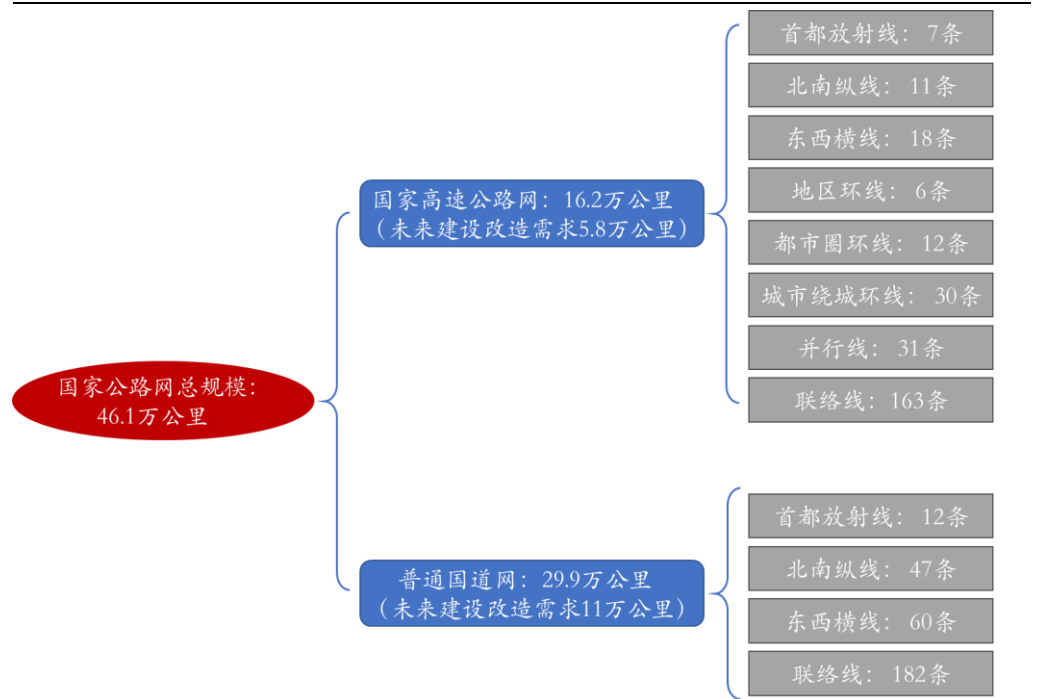 国家公路网总规模：
46.1万公里
国家高速公路网：16.2万公里
（未来建设改造需求5.8万公里）
首都放射线：7条
北南纵线：11条
东西横线：18条
地区环线：6条
都市圈环线：12条
城市绕城环线：30条
并行线：31条
联络线：163条
普通国道网：29.9万公里
（未来建设改造需求11万公里）
首都放射线：12条
北南纵线：47条
东西横线：60条
联络线：182条